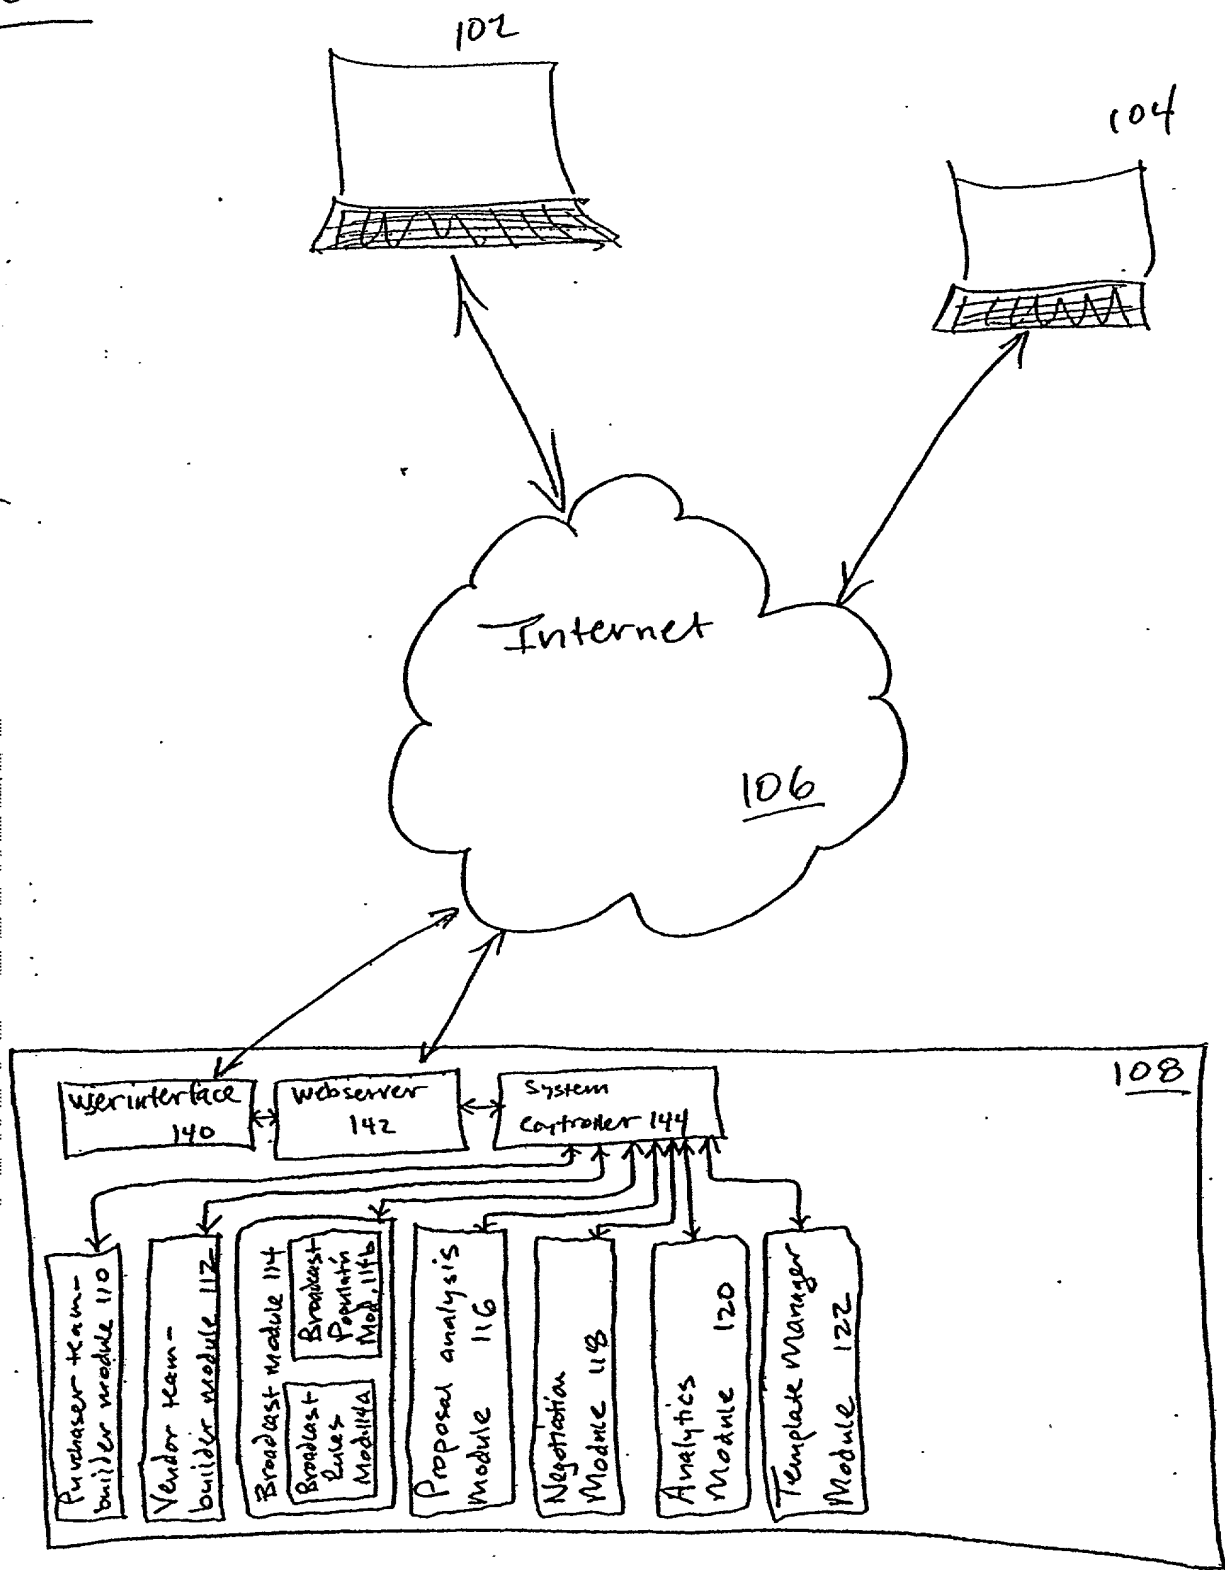 102
104
Internet
106
108
userinterface
140
webserver
142
System
Controller 144
Purchaser team-
builder module 110
Vendor team-
builder module 112
Broadcast module 114
Broadcast
Rules
Mod.114a
Broadcast
Populatin
Mod. 114b
Proposal analysis
Module 116
Negotiation
Module 118
Analytics
Module 120
Template Manager
Module 122